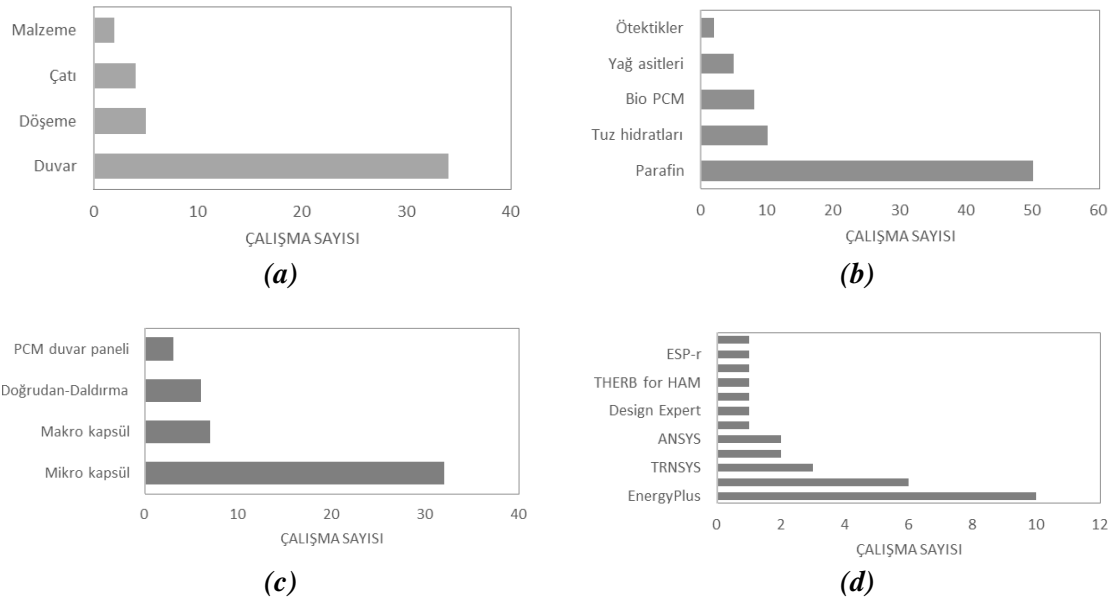 Malzeme
Çatı
Döşeme
Duvar
0 10 20 30 40
ÇALIŞMA SAYISI
(a)
Ötektikler
Yağ asitleri
Bio PCM
Tuz hidratları
Parafin
0 10 20 30 40 50 60
ÇALIŞMA SAYISI
(b)
PCM duvar paneli
Doğrudan-Daldırma
Makro kapsül
Mikro kapsül
0 10 20 30 40
ÇALIŞMA SAYISI
(c)
ESP-r
THERB for HAM
Design Expert
ANSYS
TRNSYS
EnergyPlus
0 2 4 6 8 10 12
ÇALIŞMA SAYISI
(d)